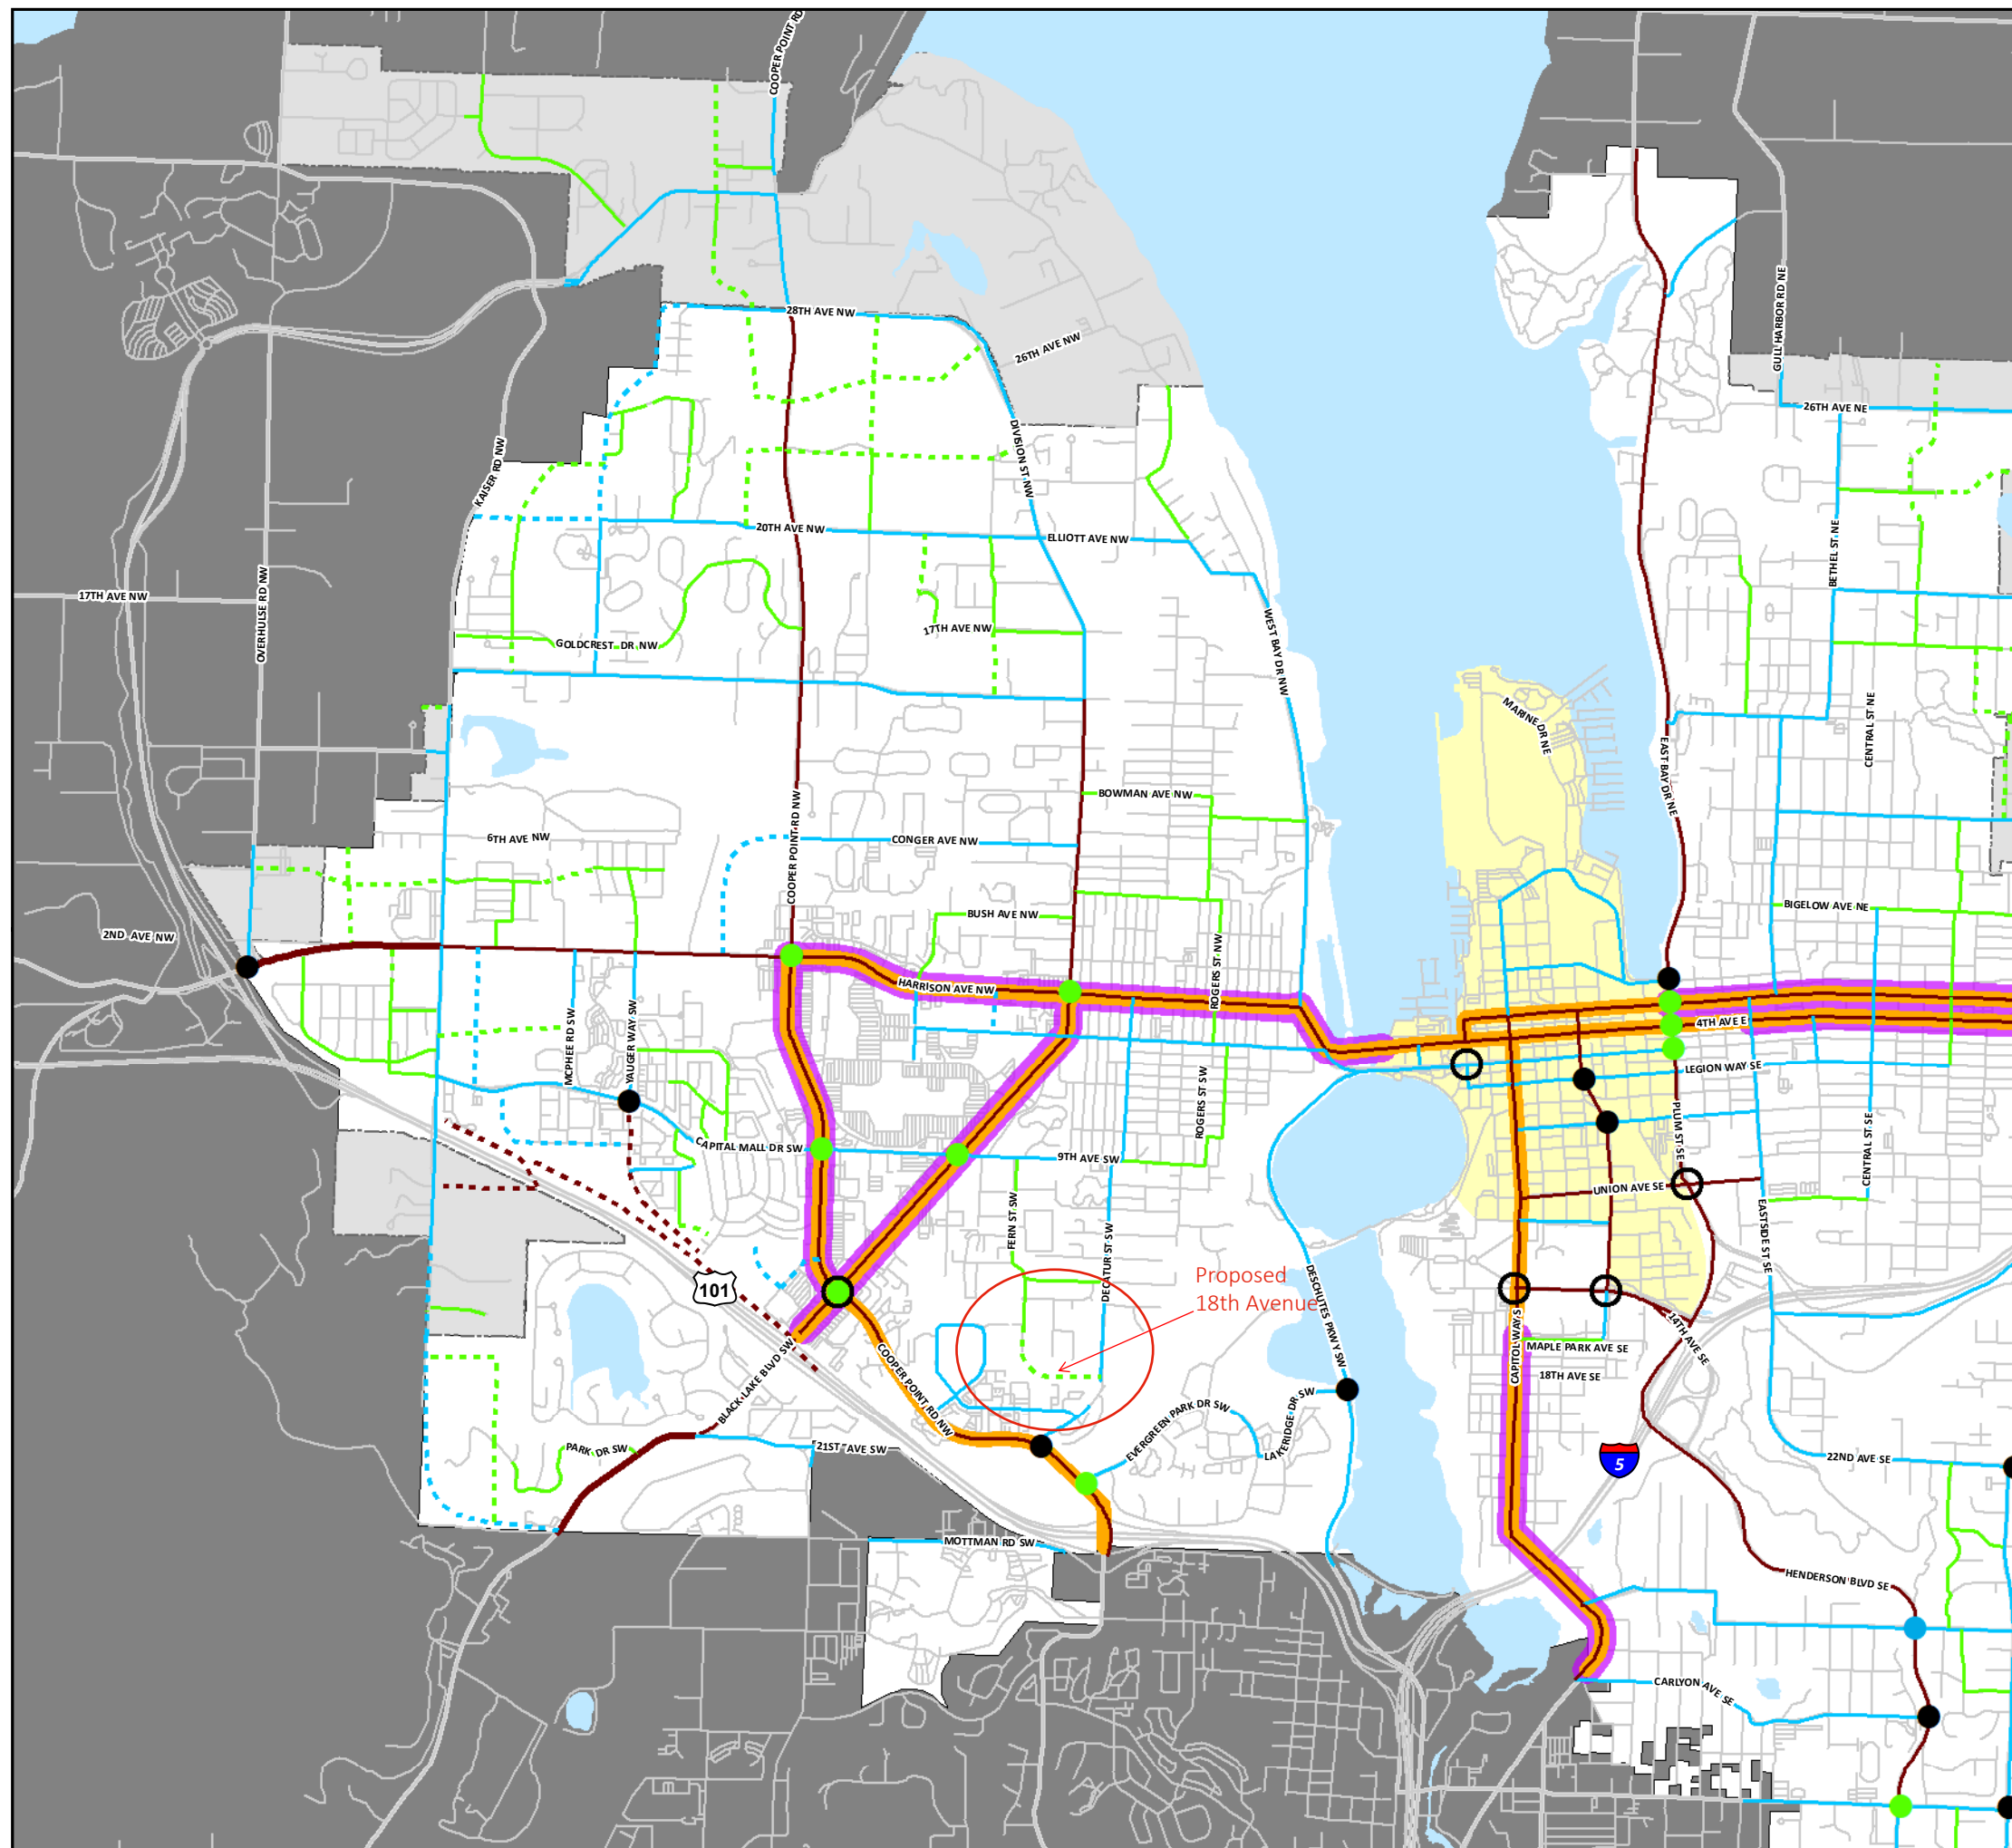 COOPER POINT RD
28TH AVE NW
26TH AVE NW
GULL HARBOR RD NE
26TH AVE NE
KAISER RD NW
DIVISION ST NW
20TH AVE NW
ELLIOTT AVE NW
BETHEL ST NE
17TH AVE NW
OVERHULSE RD NW
GOLDCREST DR NW
17TH AVE NW
WEST BAY DR NW
MARINE DR NE
EAST BAY DR NE
CENTRAL ST NE
BOWMAN AVE NW
6TH AVE NW
COOPER POINT RD NW
CONGER AVE NW
2ND AVE NW
BUSH AVE NW
BIGELOW AVE NE
ROGERS ST NW
HARRISON AVE NW
4TH AVE E
MCPHEE RD SW
YAUGER WAY SW
LEGION WAY SE
ROGERS ST SW
PLUM ST SE
CENTRAL ST SE
CAPITAL MALL DR SW
9TH AVE SW
UNION AVE SE
FERN ST SW
DECATUR ST SW
EASTSIDE ST SE
101
Proposed
18th Avenue
DESCHUTES PKWY SW
CAPITOL WAY S
14TH AVE SE
MAPLE PARK AVE SE
18TH AVE SE
BLACK LAKE BLVD SW
COOPER POINT RD NW
EVERGREEN PARK DR SW
LAKERIDGE DR SW
PARK DR SW
21ST AVE SW
5
22ND AVE SE
MOTTMAN RD SW
HENDERSON BLVD SE
CARLYON AVE SE